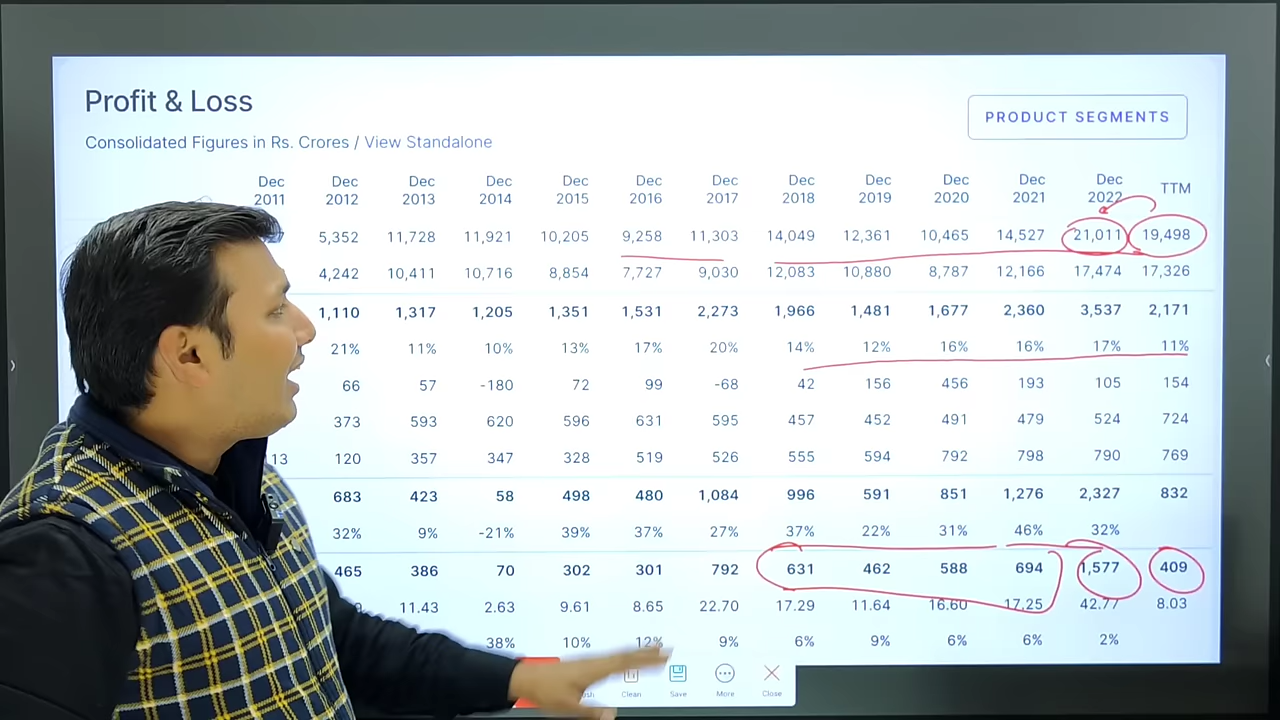 Profit & Loss
PRODUCT SEGMENTS
Consolidated Figures in Rs. Crores / View Standalone
Dec 2011 Dec 2012 Dec 2013 Dec 2014 Dec 2015 Dec 2016 Dec 2017 Dec 2018 Dec 2019 Dec 2020 Dec 2021 Dec 2022 TTM
5,352 11,728 11,921 10,205 9,258 11,303 14,049 12,361 10,465 14,527 21,011 19,498
4,242 10,411 10,716 8,854 7,727 9,030 12,083 10,880 8,787 12,166 17,474 17,326
1,110 1,317 1,205 1,351 1,531 2,273 1,966 1,481 1,677 2,360 3,537 2,171
21% 11% 10% 13% 17% 20% 14% 12% 16% 16% 17% 11%
66 57 -180 72 99 -68 42 156 456 193 105 154
373 593 620 596 631 595 457 452 491 479 524 724
13 120 357 347 328 519 526 555 594 792 798 790 769
683 423 58 498 480 1,084 996 591 851 1,276 2,327 832
32% 9% -21% 39% 37% 27% 37% 22% 31% 46% 32%
465 386 70 302 301 792 631 462 588 694 1,577 409
11.43 2.63 9.61 8.65 22.70 17.29 11.64 16.60 17.25 42.77 8.03
38% 10% 12% 9% 6% 9% 6% 6% 2%
Clean Save More Close